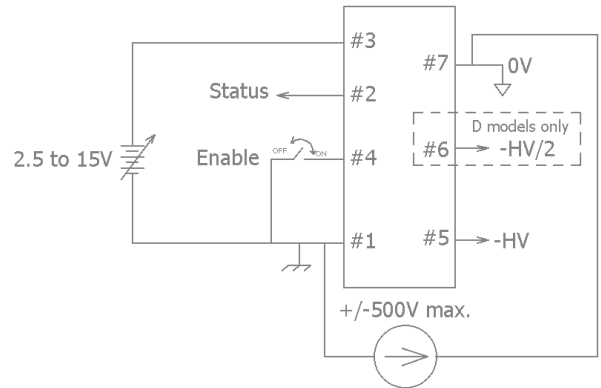 #3
#7
0V
Status
#2
D models only
2.5 to 15V
Enable
OFF
ON
#4
#6
-HV/2
#1
#5
-HV
+/-500V max.